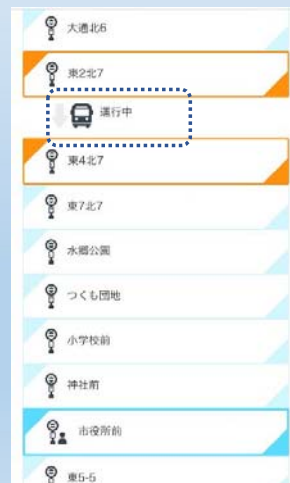 大通北6
東2北7
運行中
東4北7
東7北7
水郷公園
つくも団地
小学校前
神社前
市役所前
東5-5